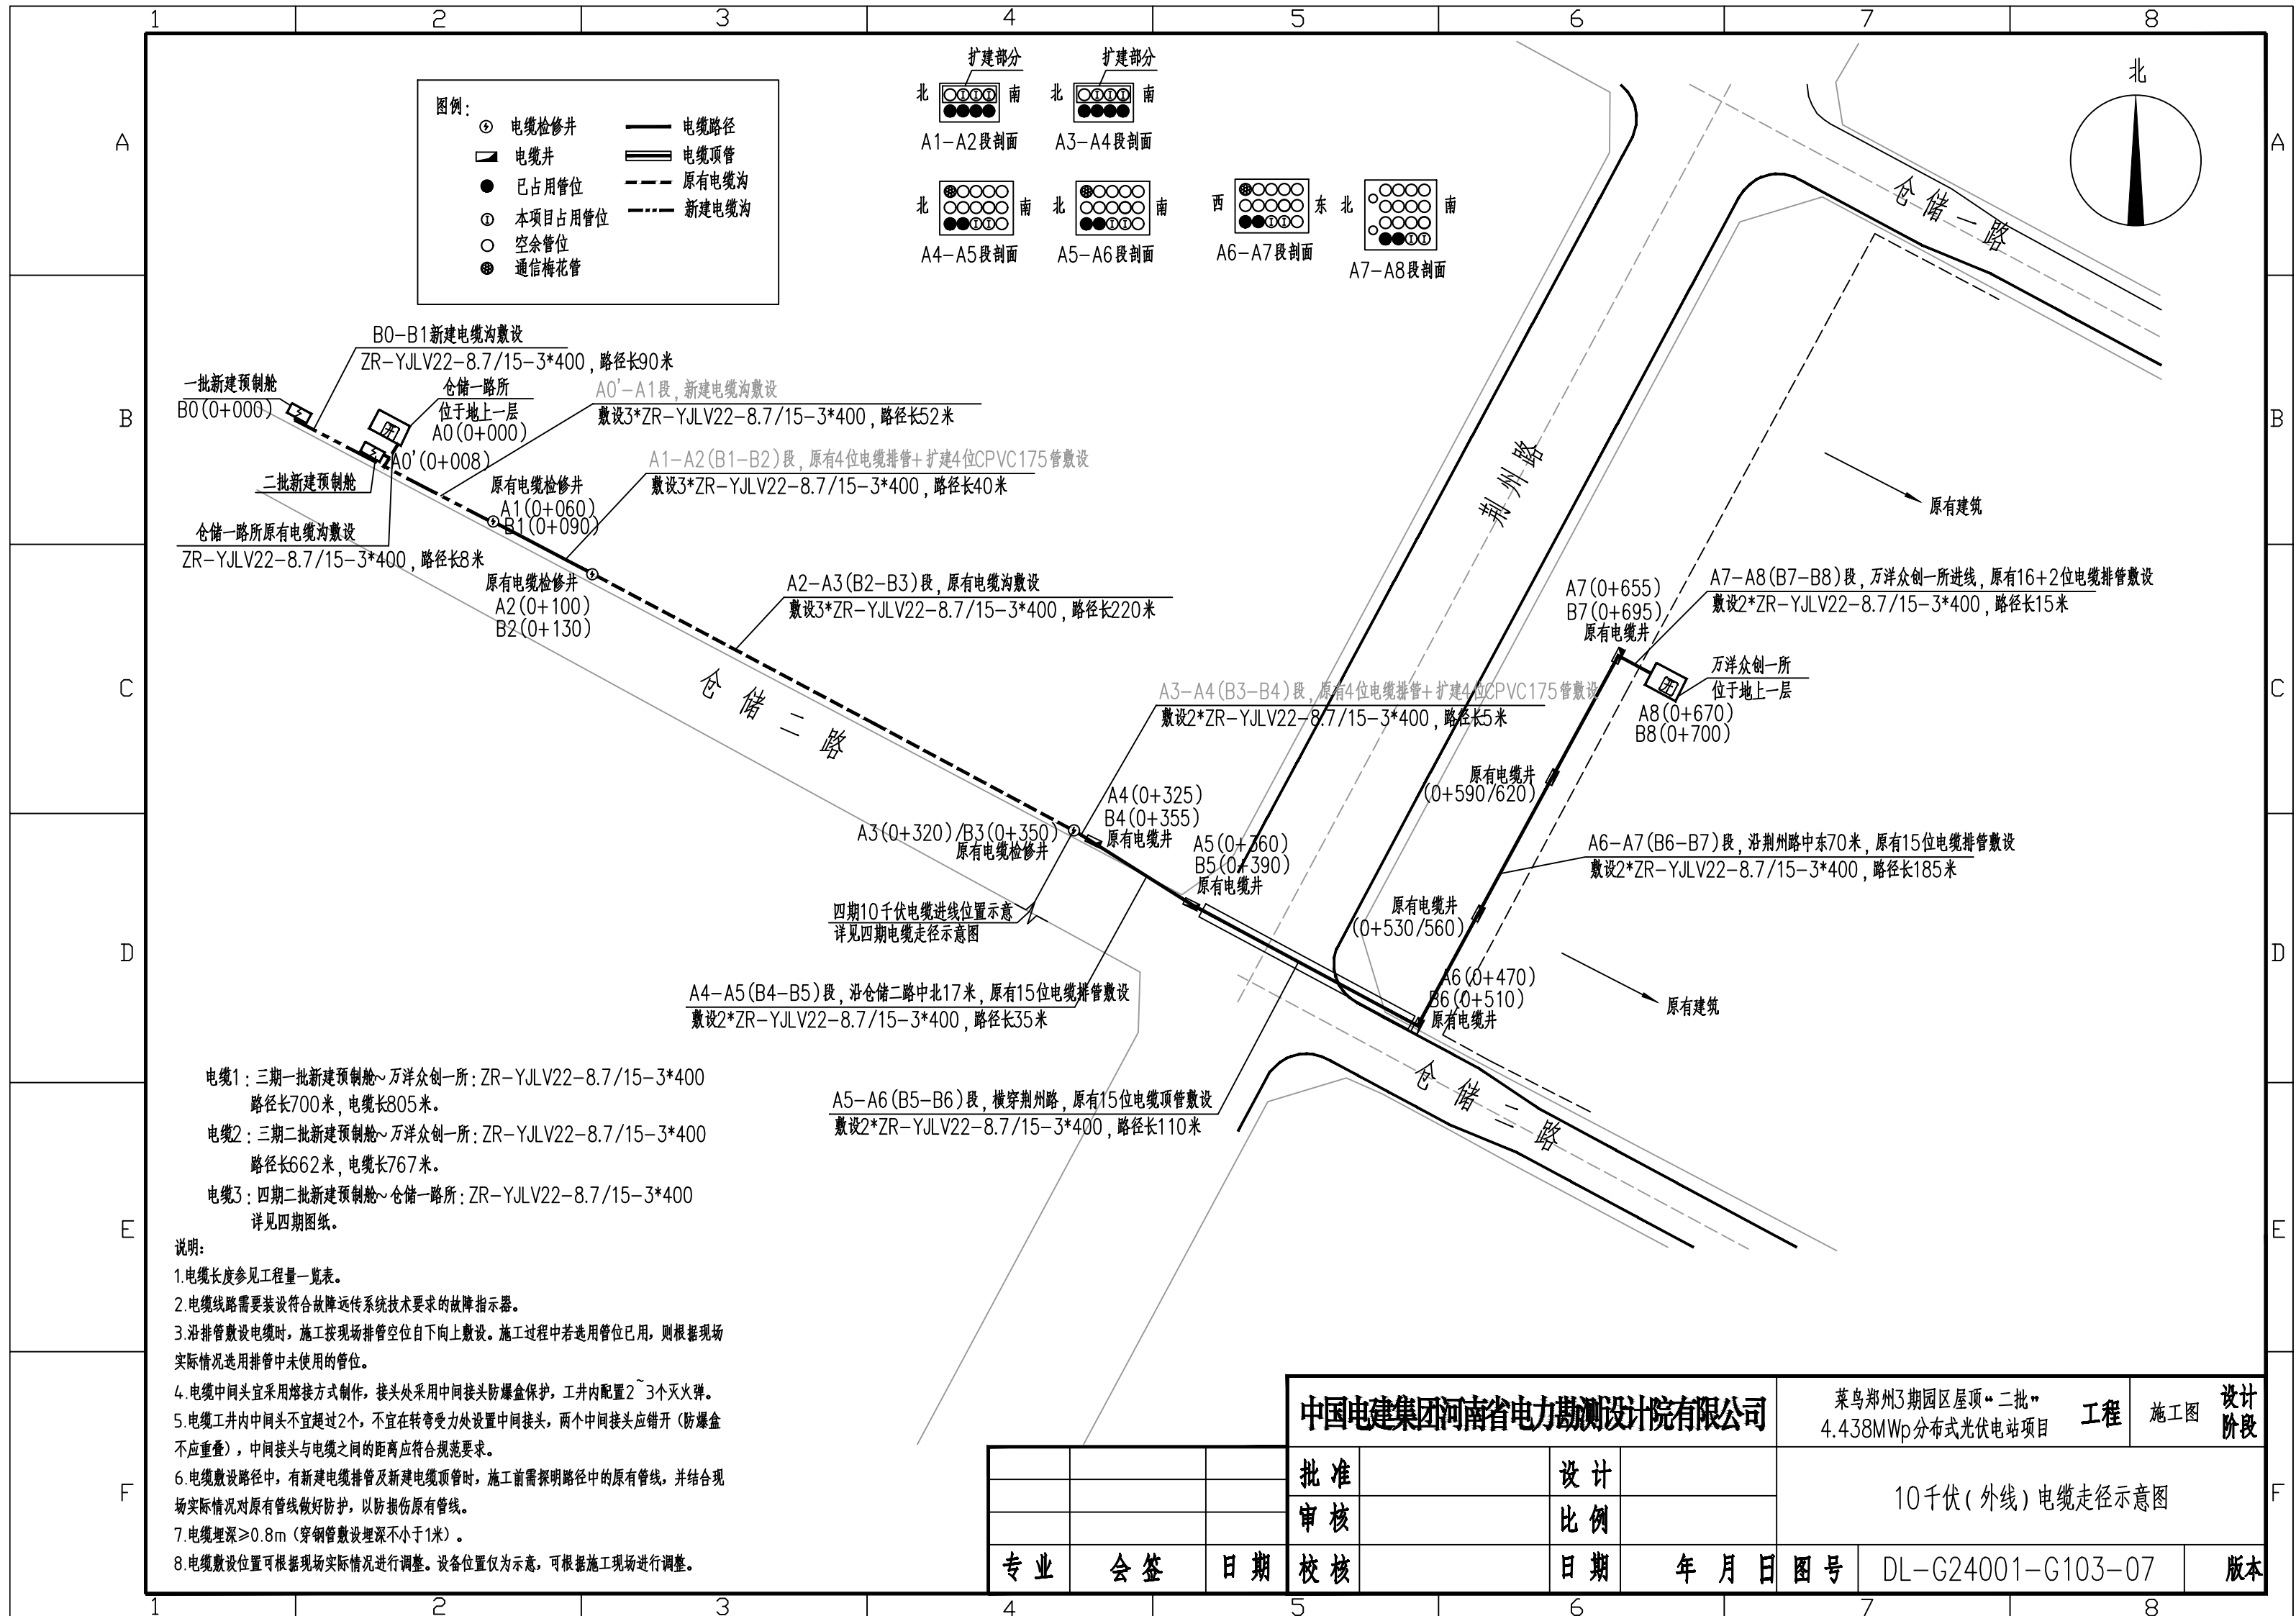 1 2 3 4 5 6 7 8
A
B
C
D
E
F
A
B
C
D
E
F
图例:
电缆检修井
电缆路径
电缆井
电缆顶管
已占用管位
原有电缆沟
本项目占用管位
新建电缆沟
空余管位
通信梅花管
扩建部分
北
南
A1-A2段剖面
扩建部分
北
南
A3-A4段剖面
北
南
A4-A5段剖面
北
南
A5-A6段剖面
西
东
A6-A7段剖面
北
南
A7-A8段剖面
北
仓储一路
荆州路
仓储二路
仓储二路
B0-B1新建电缆沟敷设
ZR-YJLV22-8.7/15-3*400,路径长90米
一批新建预制舱
B0(0+000)
仓储一路所
位于地上一层
A0(0+000)
闭
A0'(0+008)
二批新建预制舱
A0'-A1段,新建电缆沟敷设
敷设3*ZR-YJLV22-8.7/15-3*400,路径长52米
A1-A2(B1-B2)段,原有4位电缆排管+扩建4位CPVC175管敷设
敷设3*ZR-YJLV22-8.7/15-3*400,路径长40米
原有电缆检修井
A1(0+060)
B1(0+090)
仓储一路所原有电缆沟敷设
ZR-YJLV22-8.7/15-3*400,路径长8米
原有电缆检修井
A2(0+100)
B2(0+130)
A2-A3(B2-B3)段,原有电缆沟敷设
敷设3*ZR-YJLV22-8.7/15-3*400,路径长220米
A3-A4(B3-B4)段,原有4位电缆排管+扩建4位CPVC175管敷设
敷设2*ZR-YJLV22-8.7/15-3*400,路径长5米
A3(0+320)/B3(0+350)
原有电缆检修井
A4(0+325)
B4(0+355)
原有电缆井
A5(0+360)
B5(0+390)
原有电缆井
四期10千伏电缆进线位置示意
详见四期电缆走径示意图
A4-A5(B4-B5)段,沿仓储二路中北17米,原有15位电缆排管敷设
敷设2*ZR-YJLV22-8.7/15-3*400,路径长35米
A5-A6(B5-B6)段,横穿荆州路,原有15位电缆顶管敷设
敷设2*ZR-YJLV22-8.7/15-3*400,路径长110米
A6(0+470)
B6(0+510)
原有电缆井
原有电缆井
(0+530/560)
原有电缆井
(0+590/620)
A6-A7(B6-B7)段,沿荆州路中东70米,原有15位电缆排管敷设
敷设2*ZR-YJLV22-8.7/15-3*400,路径长185米
A7(0+655)
B7(0+695)
原有电缆井
A7-A8(B7-B8)段,万洋众创一所进线,原有16+2位电缆排管敷设
敷设2*ZR-YJLV22-8.7/15-3*400,路径长15米
万洋众创一所
位于地上一层
闭
A8(0+670)
B8(0+700)
原有建筑
原有建筑
电缆1:三期一批新建预制舱~万洋众创一所:ZR-YJLV22-8.7/15-3*400
路径长700米,电缆长805米。
电缆2:三期二批新建预制舱~万洋众创一所:ZR-YJLV22-8.7/15-3*400
路径长662米,电缆长767米。
电缆3:四期二批新建预制舱~仓储一路所:ZR-YJLV22-8.7/15-3*400
详见四期图纸。
说明:
1.电缆长度参见工程量一览表。
2.电缆线路需要装设符合故障远传系统技术要求的故障指示器。
3.沿排管敷设电缆时,施工按现场排管空位自下向上敷设。施工过程中若选用管位已用,则根据现场
实际情况选用排管中未使用的管位。
4.电缆中间头宜采用熔接方式制作,接头处采用中间接头防爆盒保护,工井内配置2~3个灭火弹。
5.电缆工井内中间头不宜超过2个,不宜在转弯受力处设置中间接头,两个中间接头应错开(防爆盒
不应重叠),中间接头与电缆之间的距离应符合规范要求。
6.电缆敷设路径中,有新建电缆排管及新建电缆顶管时,施工前需探明路径中的原有管线,并结合现
场实际情况对原有管线做好防护,以防损伤原有管线。
7.电缆埋深≥0.8m(穿钢管敷设埋深不小于1米)。
8.电缆敷设位置可根据现场实际情况进行调整。设备位置仅为示意,可根据施工现场进行调整。
中国电建集团河南省电力勘测设计院有限公司
菜鸟郑州3期园区屋顶“二批”
4.438MWp分布式光伏电站项目
工程
施工图
设计
阶段
批准
设计
审核
比例
10千伏(外线)电缆走径示意图
专业
会签
日期
校核
日期
年月日
图号
DL-G24001-G103-07
版本
1 2 3 4 5 6 7 8